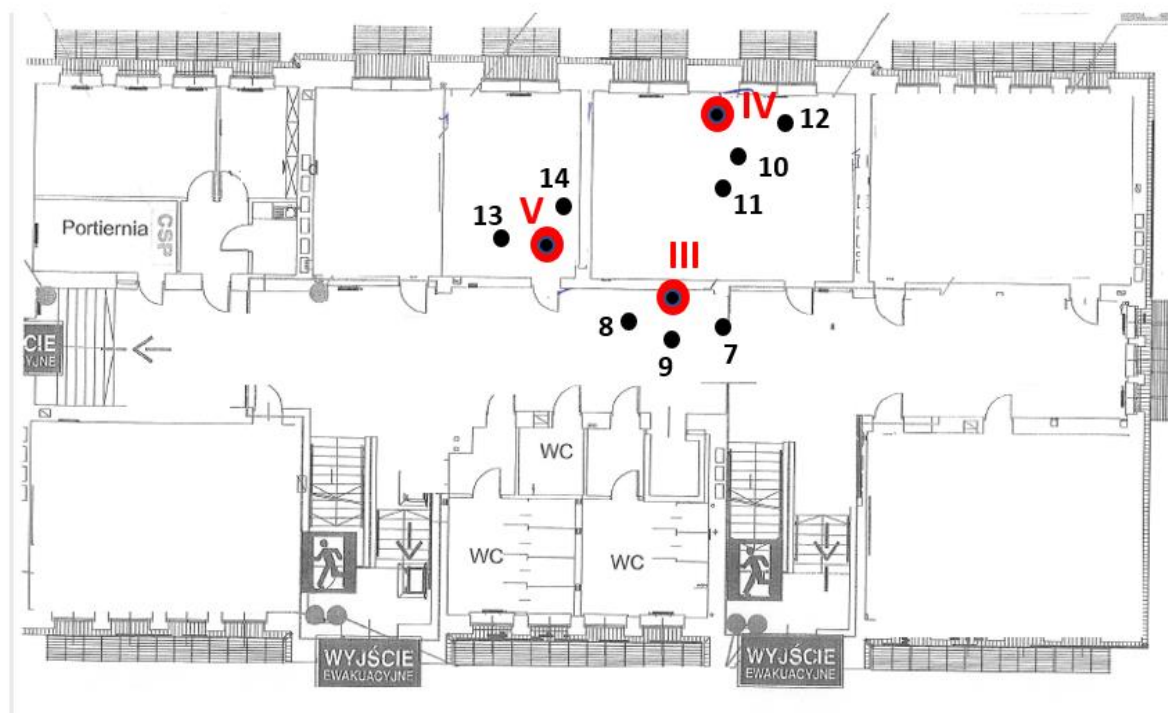 IV
12
10
11
14
V
13
Portiernia
CSP
III
8
9
7
CIE
YJNE
WC
WC
WC
WYJŚCIE
EWAKUACYJNE
WYJŚCIE
EWAKUACYJNE